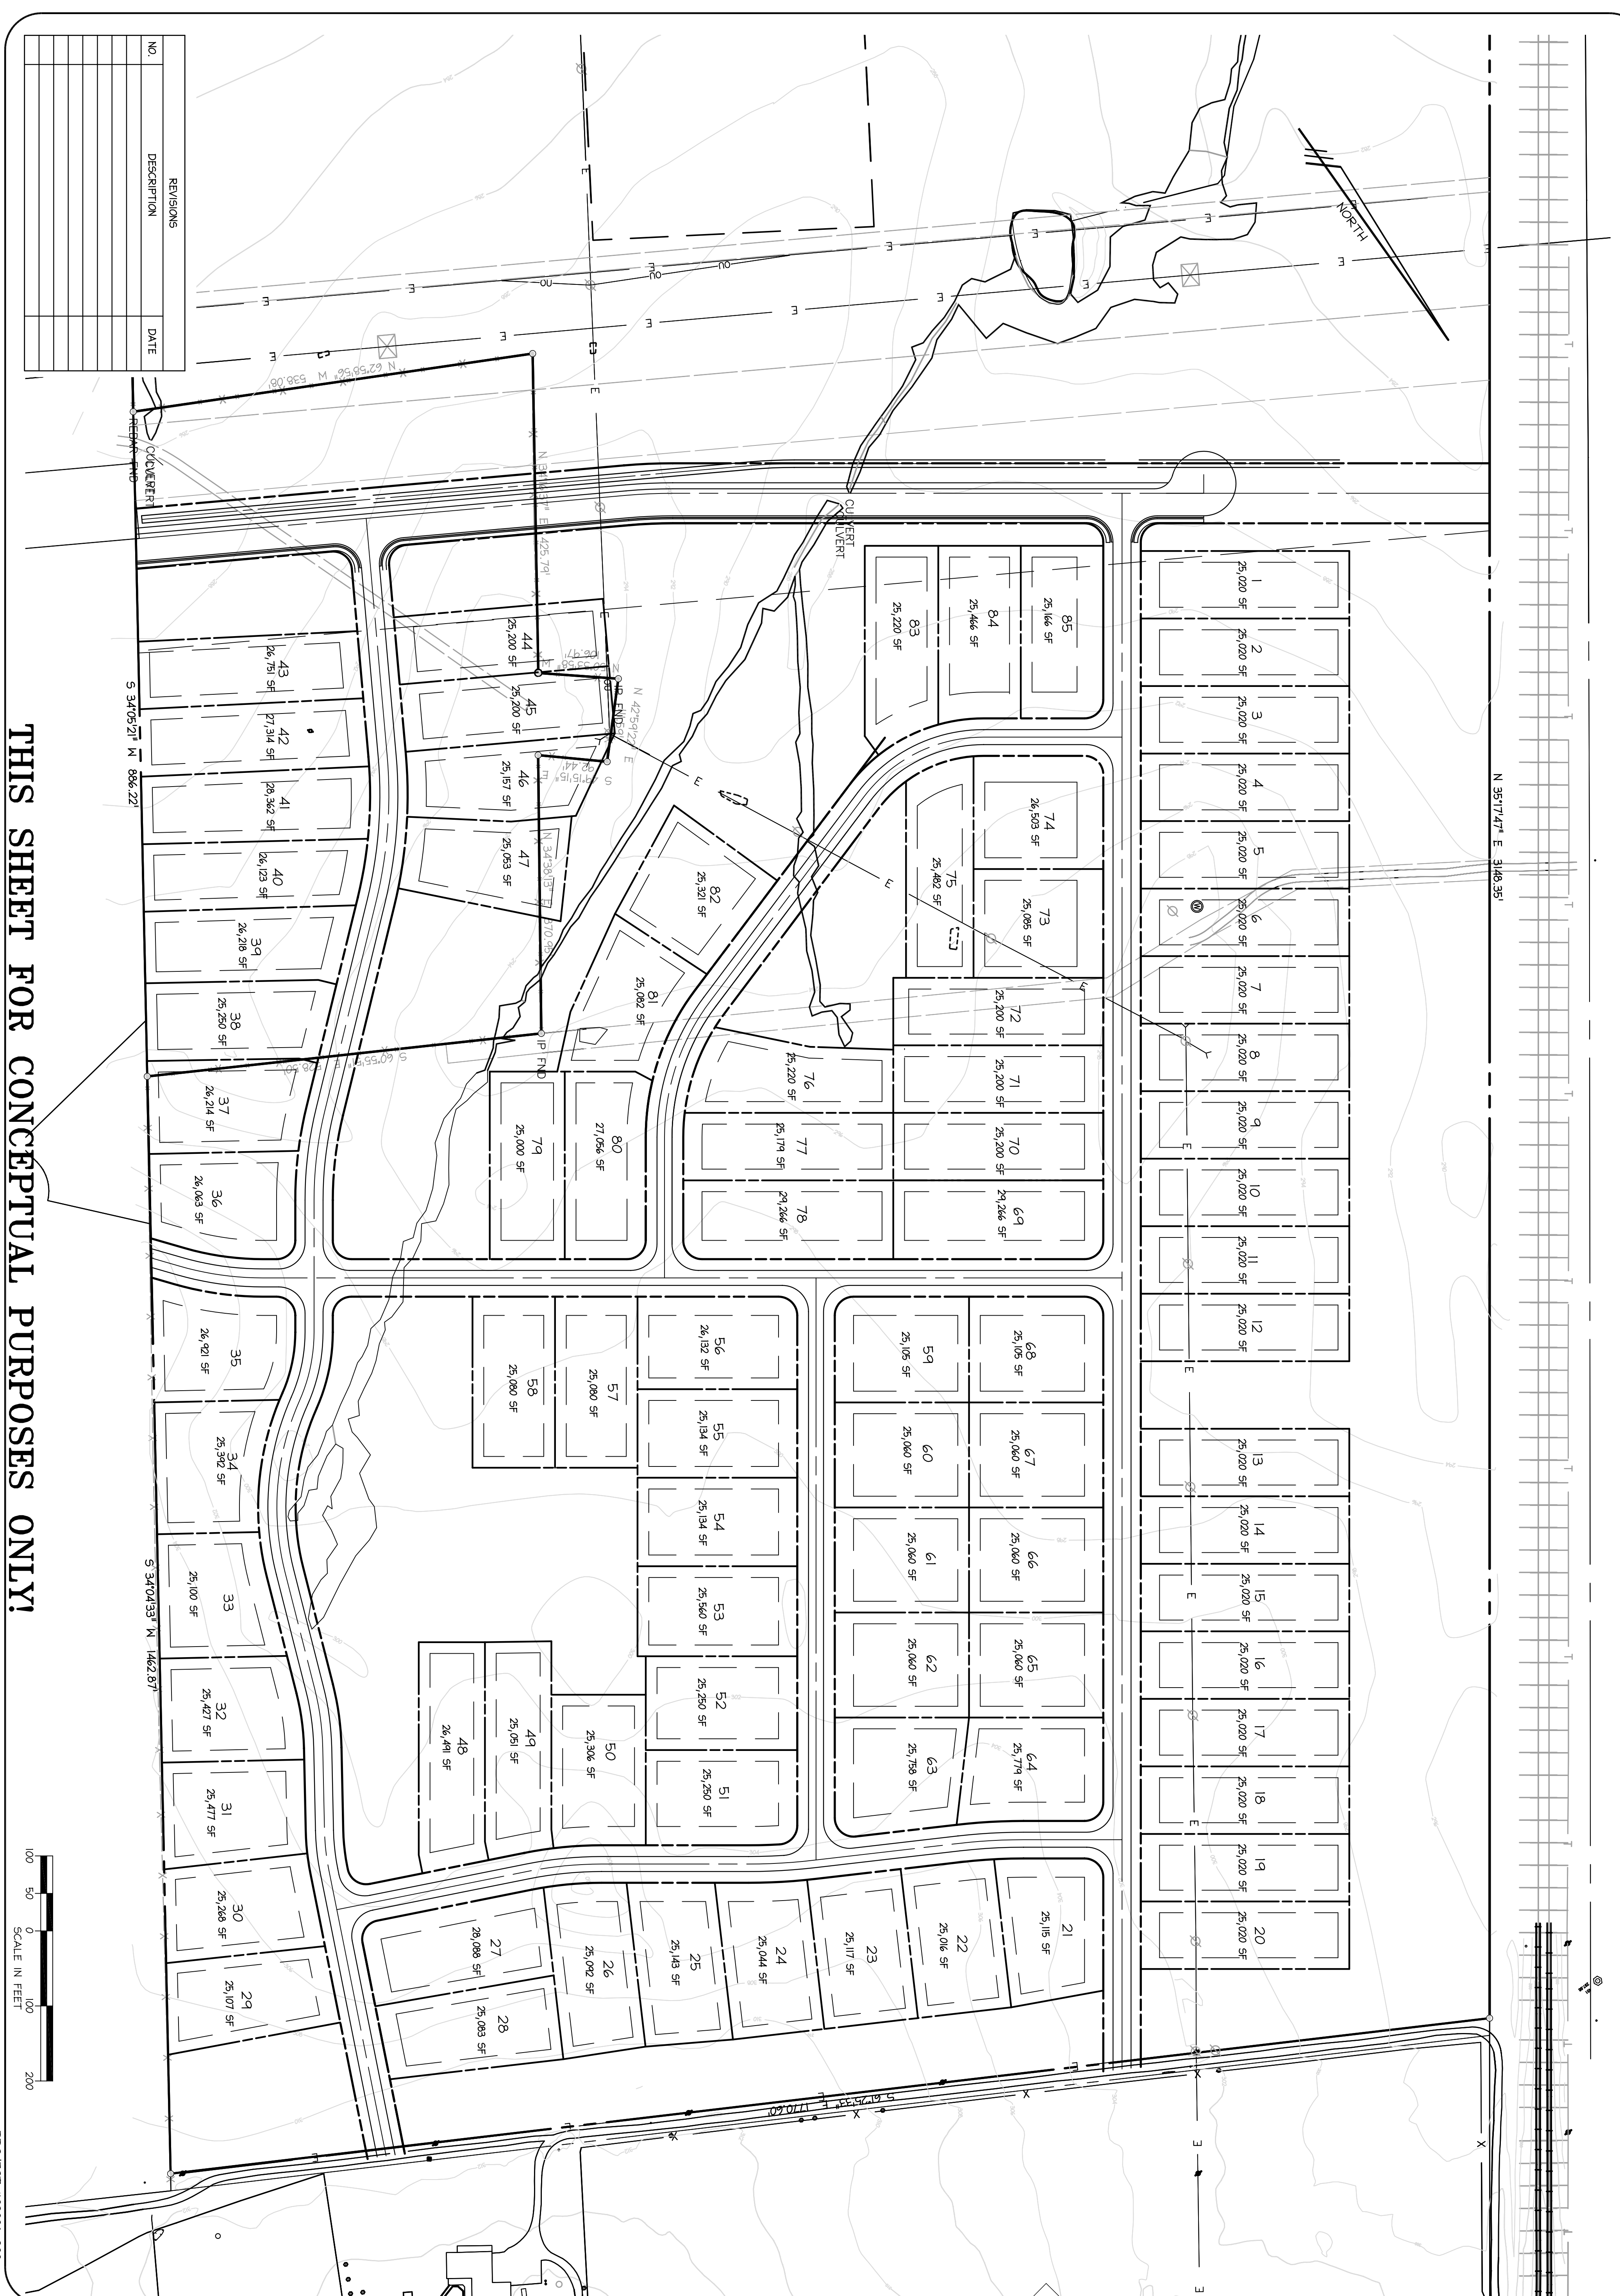 REVISIONS
NO.
DESCRIPTION
DATE
NORTH
THIS SHEET FOR CONCEPTUAL PURPOSES ONLY!
N 35°17'47" E 3148.35'
S 34°05'21" W 886.22'
S 34°04'33" W 1462.87'
S 61°25'33" E 1770.60'
N 62°58'56" W 538.08'
CULVERT
CULVERT
REBAR FND
CULVERT
CULVERT
IP FND
IP FND
1
25,020 SF
2
25,020 SF
3
25,020 SF
4
25,020 SF
5
25,020 SF
6
25,020 SF
7
25,020 SF
8
25,020 SF
9
25,020 SF
10
25,020 SF
11
25,020 SF
12
25,020 SF
13
25,020 SF
14
25,020 SF
15
25,020 SF
16
25,020 SF
17
25,020 SF
18
25,020 SF
19
25,020 SF
20
25,020 SF
21
25,115 SF
22
25,016 SF
23
25,117 SF
24
25,044 SF
25
25,143 SF
26
25,092 SF
27
28,088 SF
28
25,083 SF
29
25,107 SF
30
25,268 SF
31
25,477 SF
32
25,427 SF
33
25,100 SF
34
25,392 SF
35
26,921 SF
36
26,063 SF
37
26,214 SF
38
25,250 SF
39
26,218 SF
40
26,123 SF
41
28,362 SF
42
27,314 SF
43
26,751 SF
44
25,200 SF
45
25,200 SF
46
25,157 SF
47
25,053 SF
48
26,491 SF
49
25,051 SF
50
25,306 SF
51
25,250 SF
52
25,250 SF
53
25,560 SF
54
25,134 SF
55
25,134 SF
56
26,132 SF
57
25,080 SF
58
25,080 SF
59
25,105 SF
60
25,060 SF
61
25,060 SF
62
25,060 SF
63
25,758 SF
64
25,779 SF
65
25,060 SF
66
25,060 SF
67
25,060 SF
68
25,105 SF
69
29,266 SF
70
25,200 SF
71
25,200 SF
72
25,200 SF
73
25,085 SF
74
26,503 SF
75
25,482 SF
76
25,220 SF
77
25,179 SF
78
29,266 SF
79
25,000 SF
80
27,056 SF
81
25,082 SF
82
25,321 SF
83
25,220 SF
84
25,466 SF
85
25,166 SF
100 50 0 100 200
SCALE IN FEET